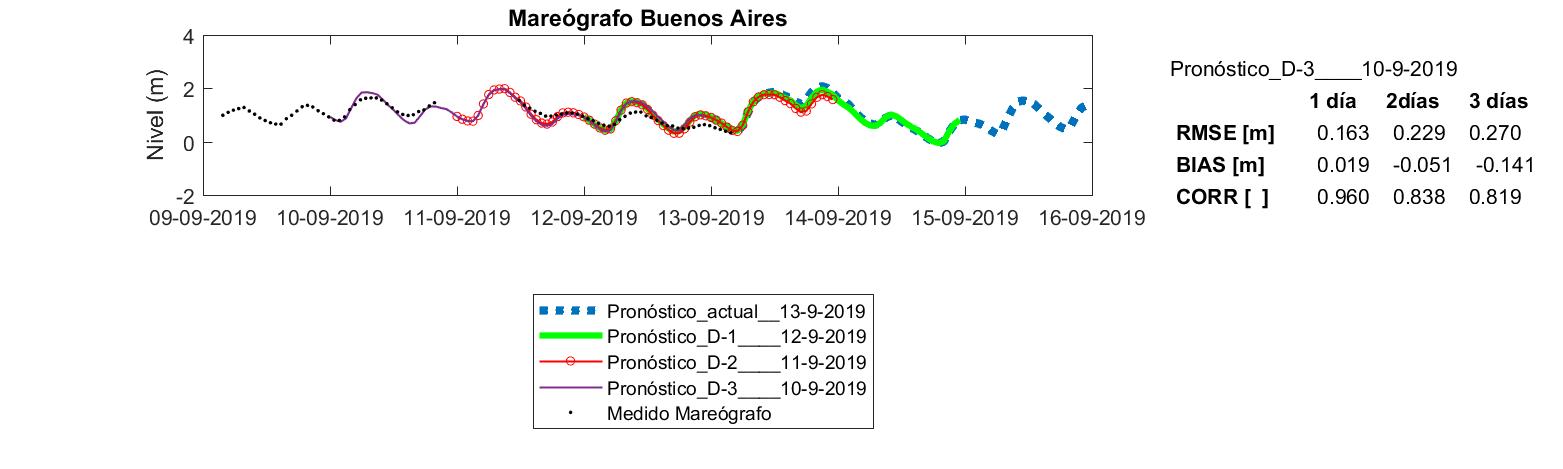 Mareógrafo Buenos Aires
Nivel (m)
4
2
0
-2
09-09-2019 10-09-2019 11-09-2019 12-09-2019 13-09-2019 14-09-2019 15-09-2019 16-09-2019
Pronóstico_D-3____10-9-2019
1 día 2días 3 días
RMSE [m] 0.163 0.229 0.270
BIAS [m] 0.019 -0.051 -0.141
CORR [ ] 0.960 0.838 0.819
Pronóstico_actual__13-9-2019
Pronóstico_D-1____12-9-2019
Pronóstico_D-2____11-9-2019
Pronóstico_D-3____10-9-2019
Medido Mareógrafo